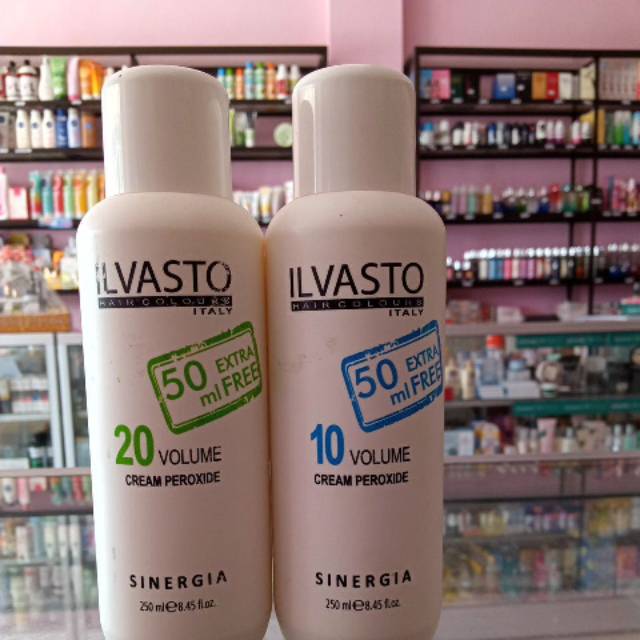 ILVASTO
HAIR COLOURS
ITALY
50 EXTRA
ml FREE
20 VOLUME
CREAM PEROXIDE
SINERGIA
250 ml e 8.45 fl.oz.
ILVASTO
HAIR COLOURS
ITALY
50 EXTRA
ml FREE
10 VOLUME
CREAM PEROXIDE
SINERGIA
250 ml e 8.45 fl.oz.